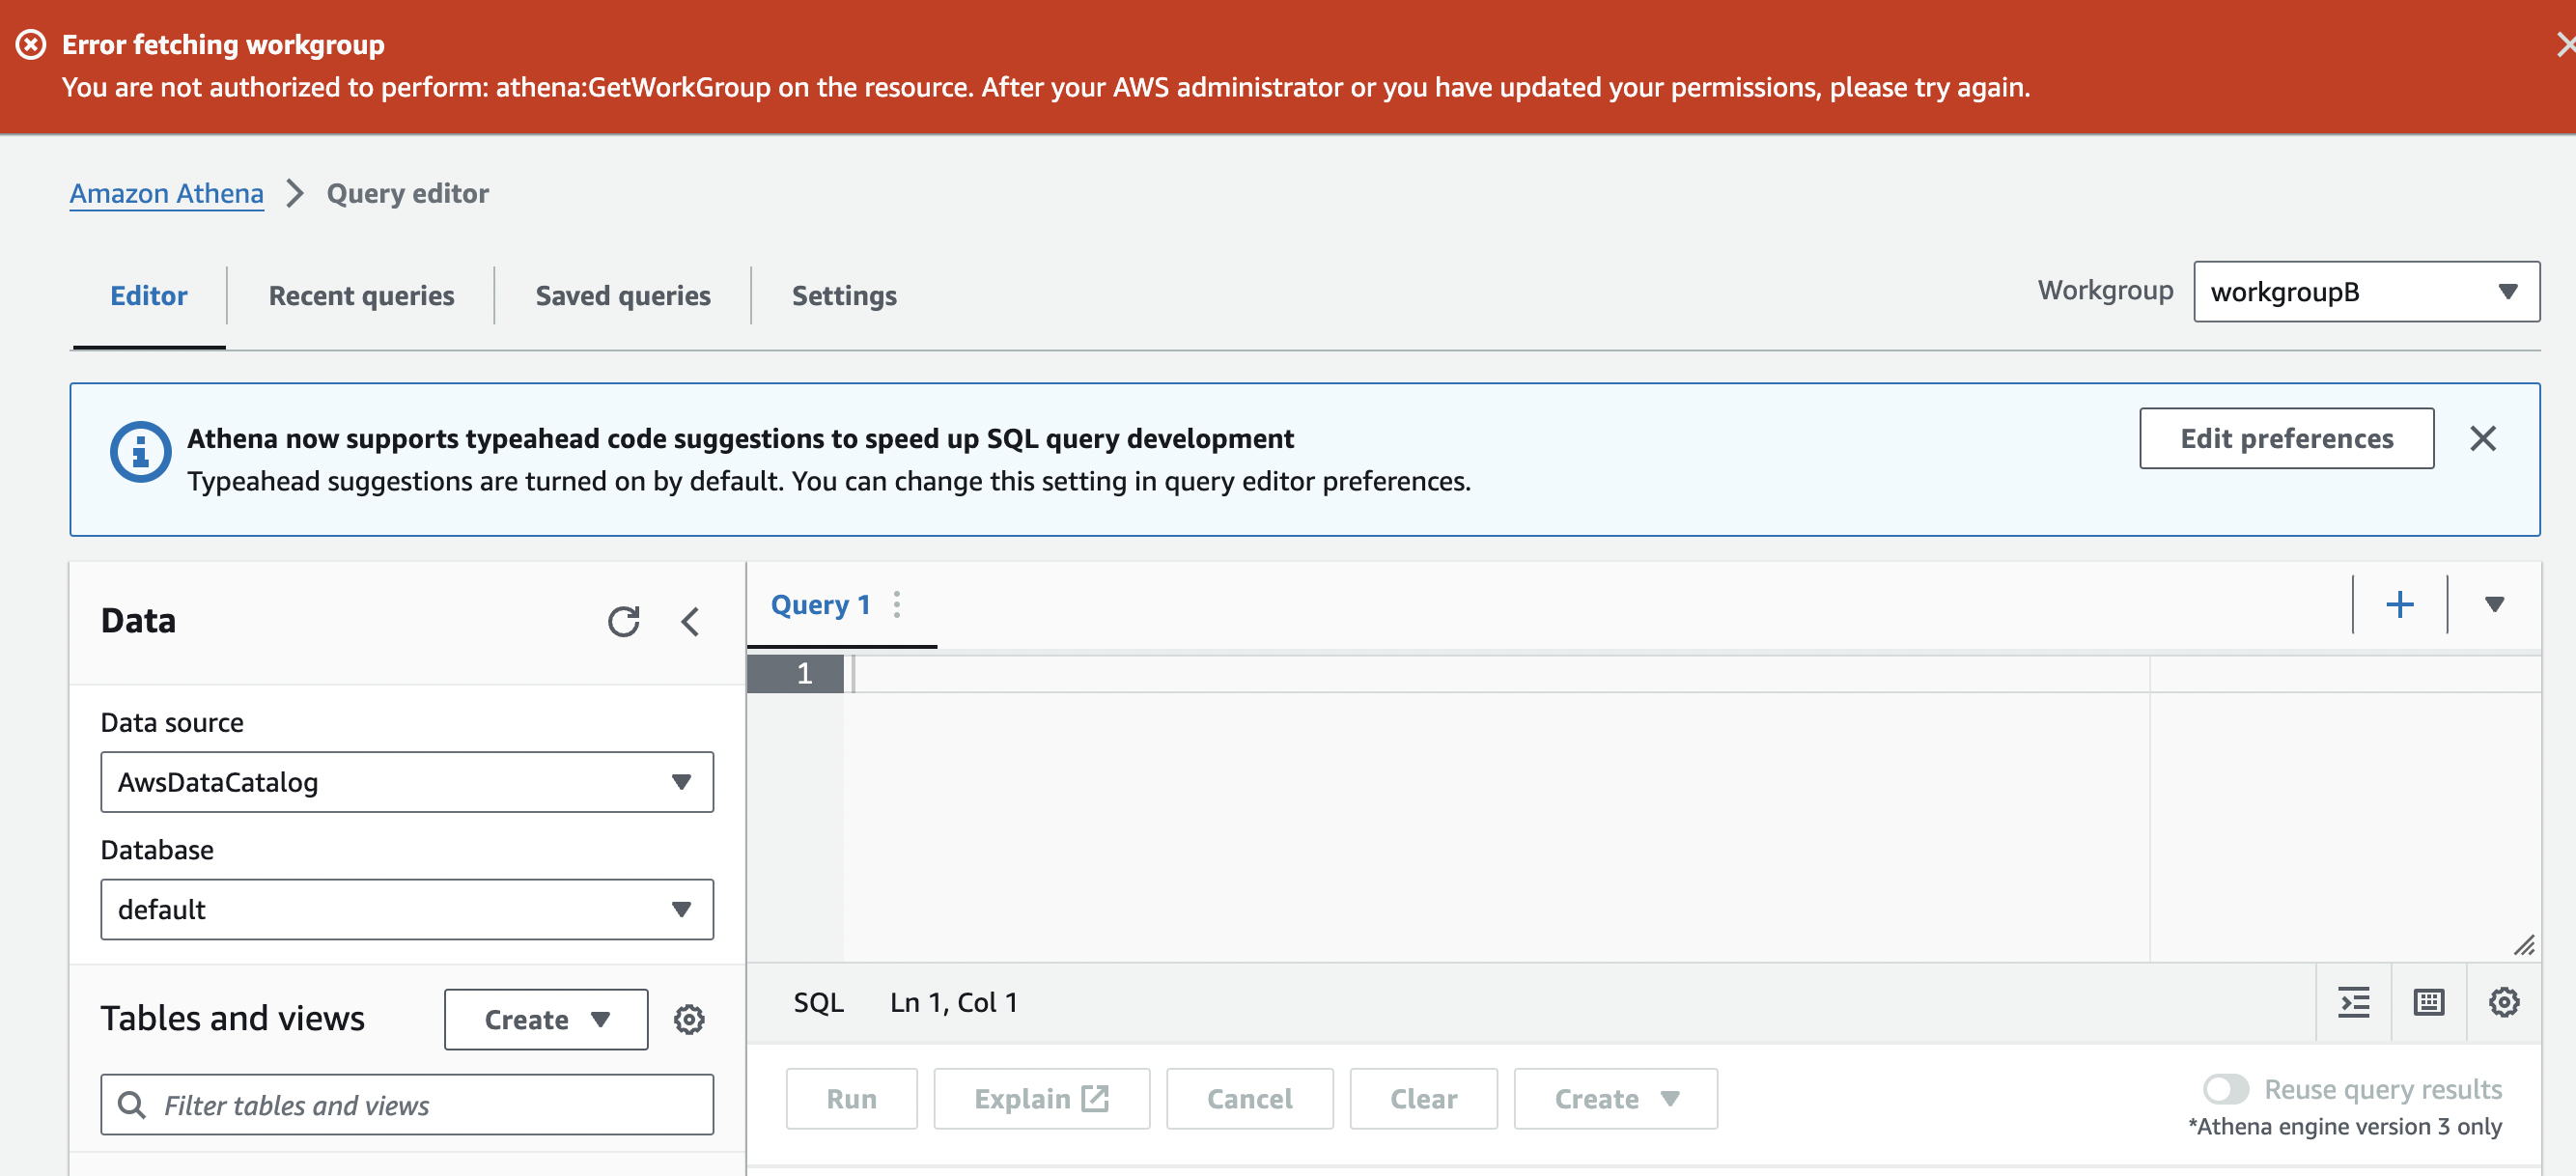 Error fetching workgroup
You are not authorized to perform: athena:GetWorkGroup on the resource. After your AWS administrator or you have updated your permissions, please try again.
Amazon Athena > Query editor
Editor
Recent queries
Saved queries
Settings
Workgroup
workgroupB
Athena now supports typeahead code suggestions to speed up SQL query development
Typeahead suggestions are turned on by default. You can change this setting in query editor preferences.
Edit preferences
Data
Data source
AwsDataCatalog
Database
default
Tables and views
Create
Filter tables and views
Query 1
1
SQL
Ln 1, Col 1
Run
Explain
Cancel
Clear
Create
Reuse query results
*Athena engine version 3 only